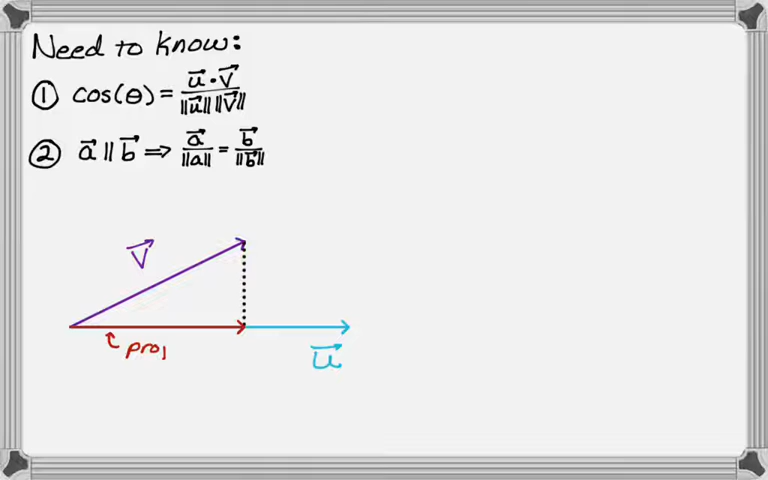 Need to know:
① cos(θ) = u⃗ · v⃗ / ‖u⃗‖ ‖v⃗‖
② a⃗ ∥ b⃗ ⟹ a⃗ / ‖a‖ = b⃗ / ‖b⃗‖
v⃗
proj
u⃗